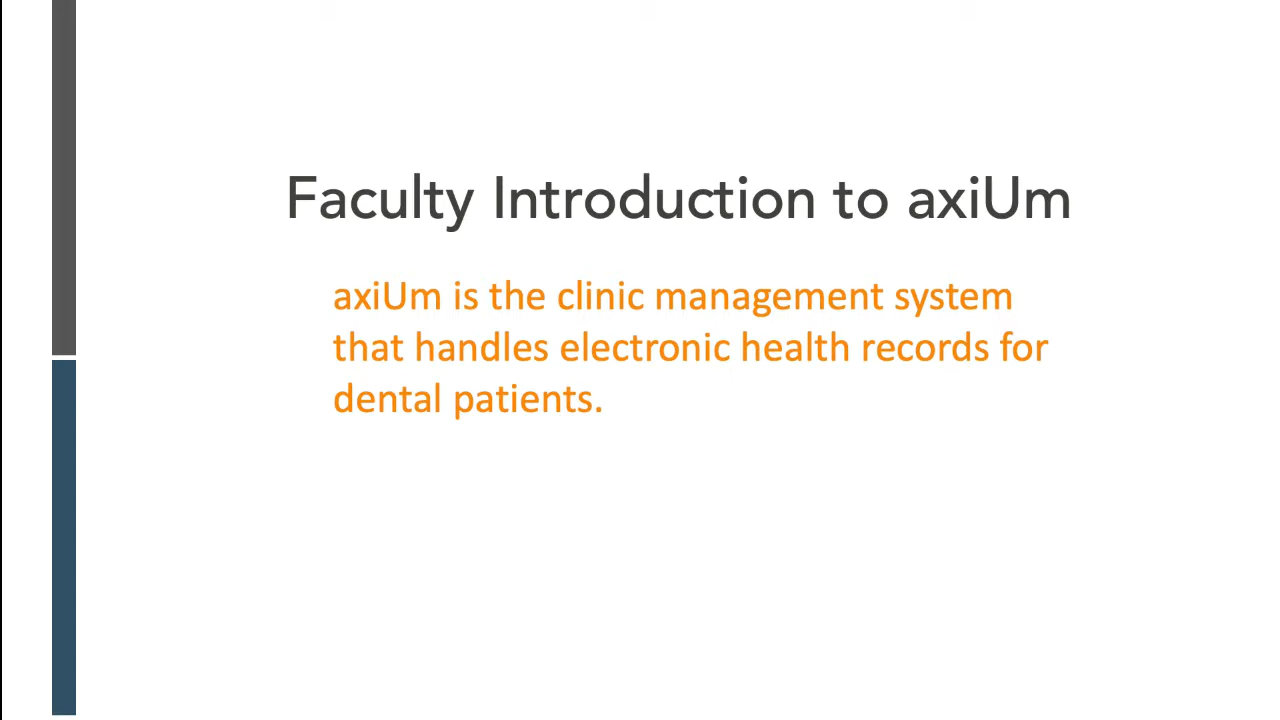 Faculty Introduction to axiUm
axiUm is the clinic management system
that handles electronic health records for
dental patients.